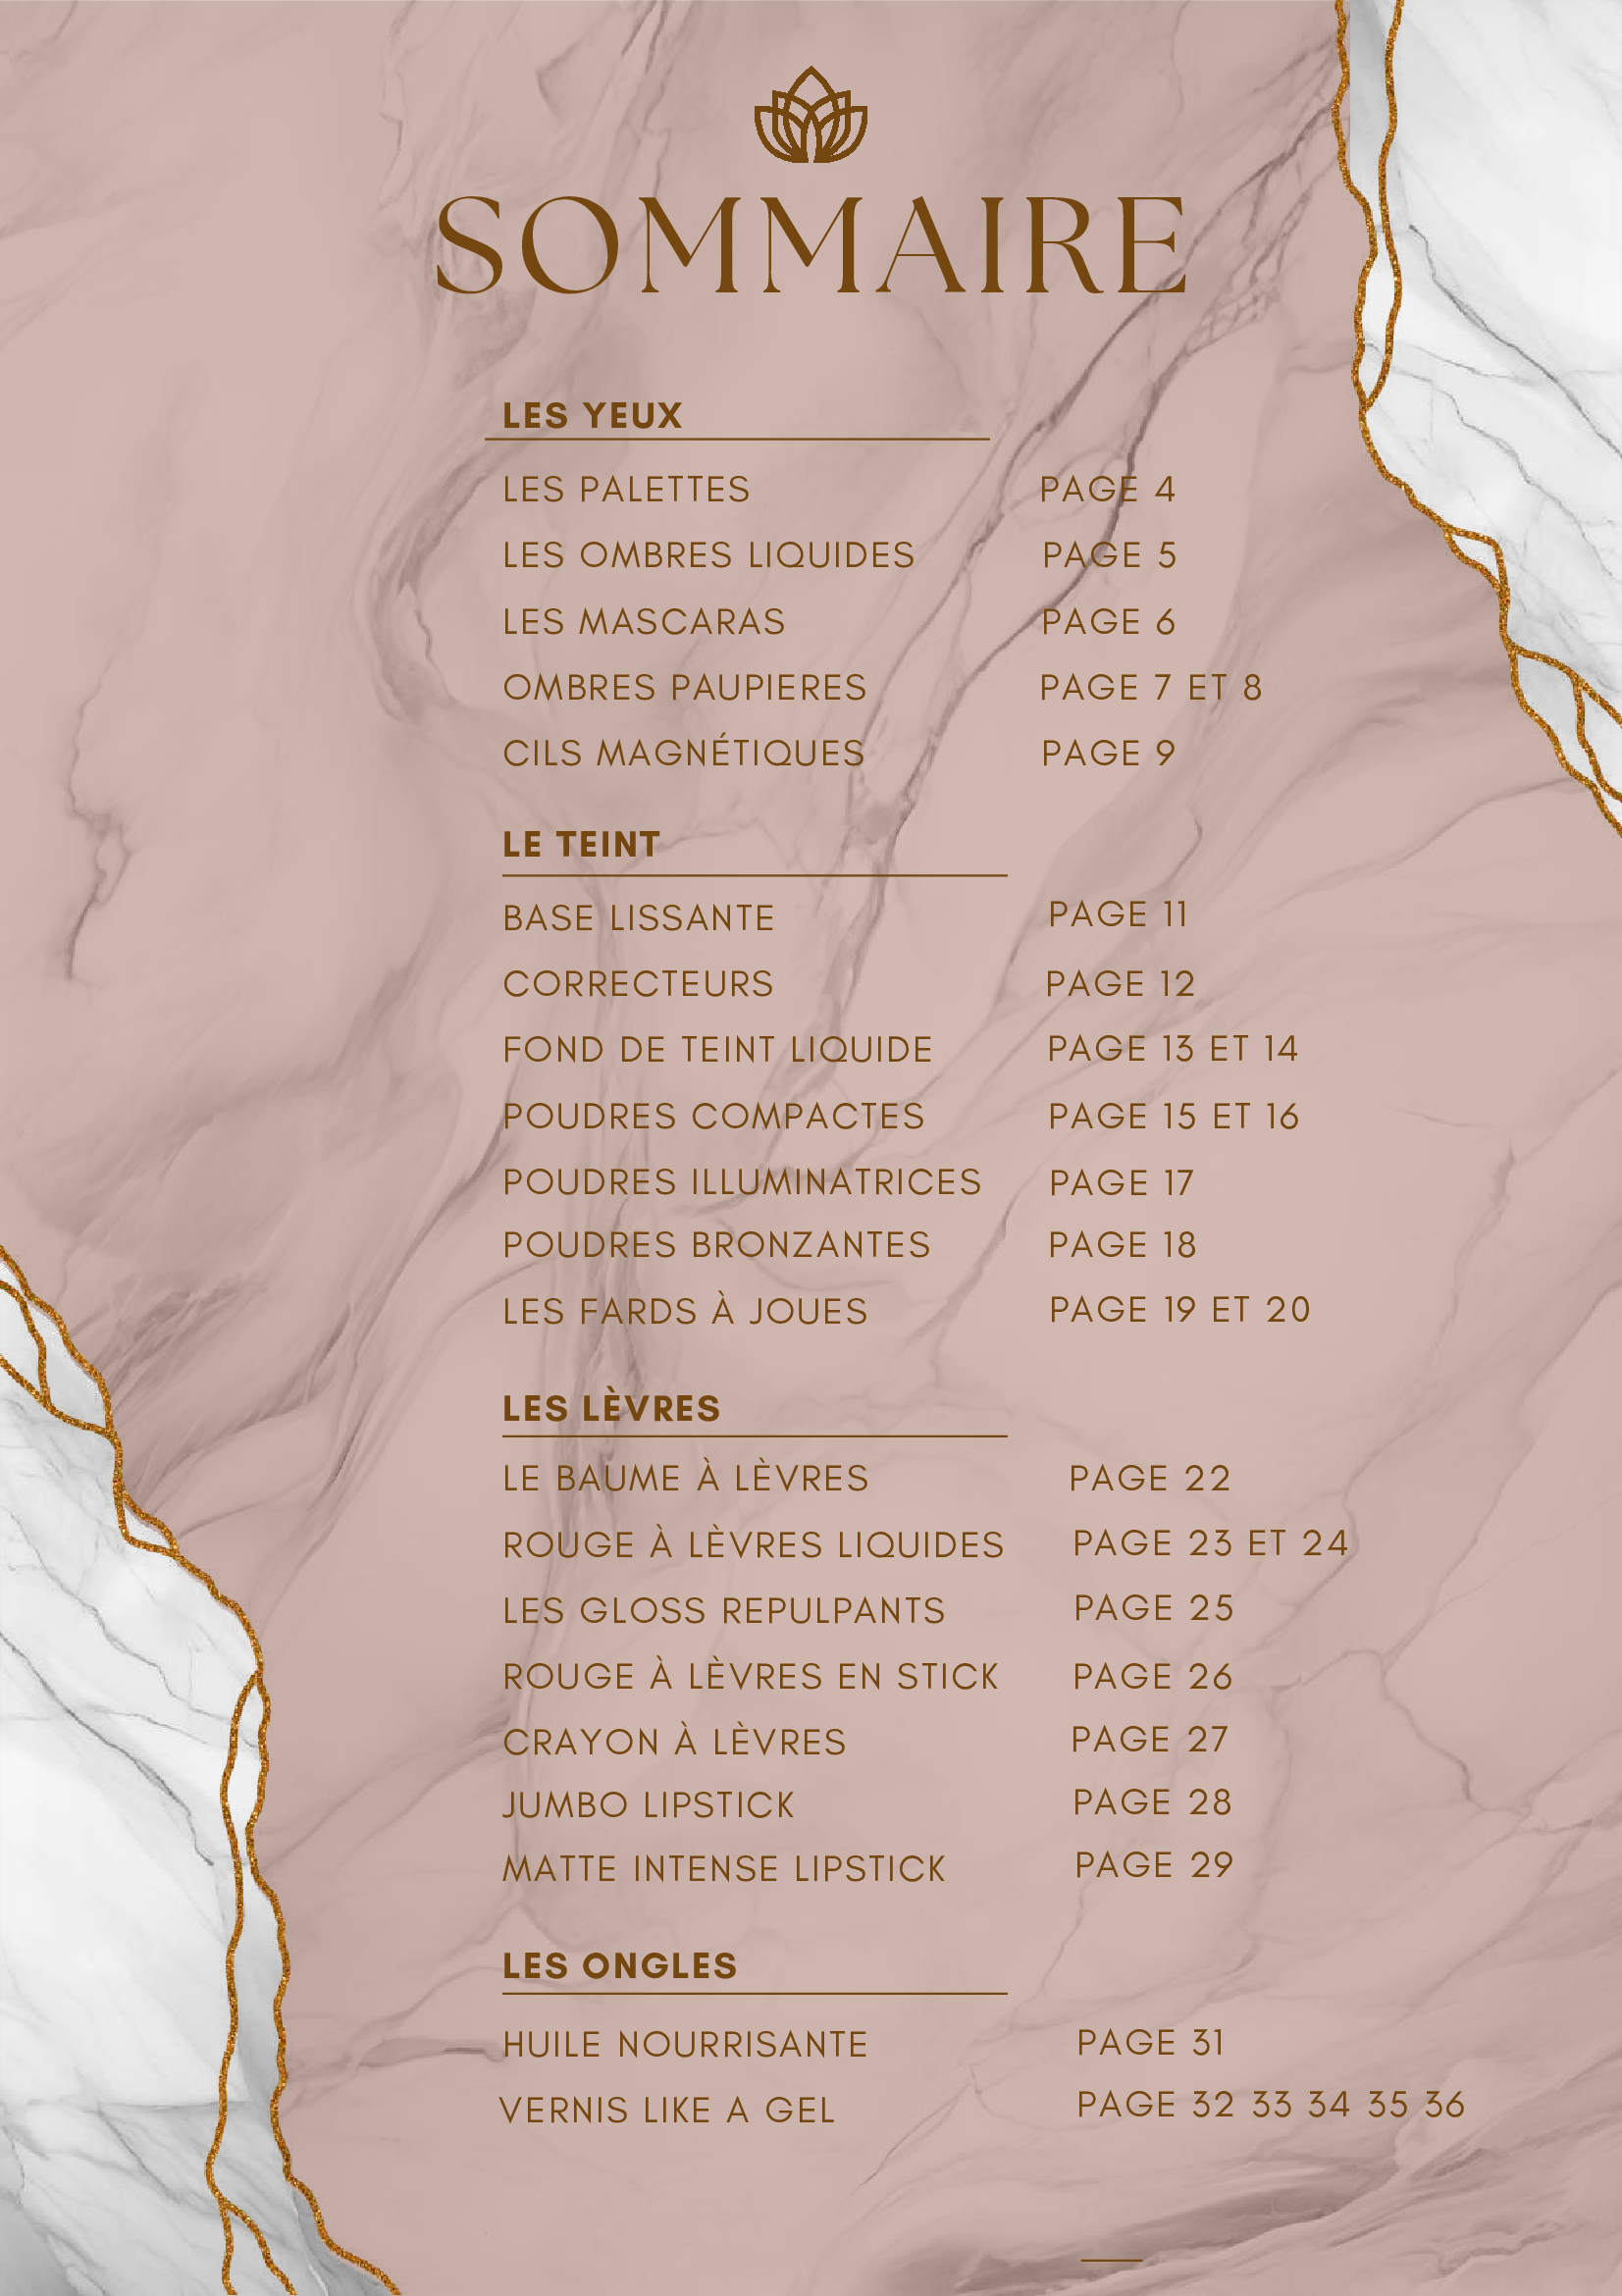 SOMMAIRE
LES YEUX
LES PALETTES PAGE 4
LES OMBRES LIQUIDES PAGE 5
LES MASCARAS PAGE 6
OMBRES PAUPIERES PAGE 7 ET 8
CILS MAGNÉTIQUES PAGE 9
LE TEINT
BASE LISSANTE PAGE 11
CORRECTEURS PAGE 12
FOND DE TEINT LIQUIDE PAGE 13 ET 14
POUDRES COMPACTES PAGE 15 ET 16
POUDRES ILLUMINATRICES PAGE 17
POUDRES BRONZANTES PAGE 18
LES FARDS À JOUES PAGE 19 ET 20
LES LÈVRES
LE BAUME À LÈVRES PAGE 22
ROUGE À LÈVRES LIQUIDES PAGE 23 ET 24
LES GLOSS REPULPANTS PAGE 25
ROUGE À LÈVRES EN STICK PAGE 26
CRAYON À LÈVRES PAGE 27
JUMBO LIPSTICK PAGE 28
MATTE INTENSE LIPSTICK PAGE 29
LES ONGLES
HUILE NOURRISANTE PAGE 31
VERNIS LIKE A GEL PAGE 32 33 34 35 36